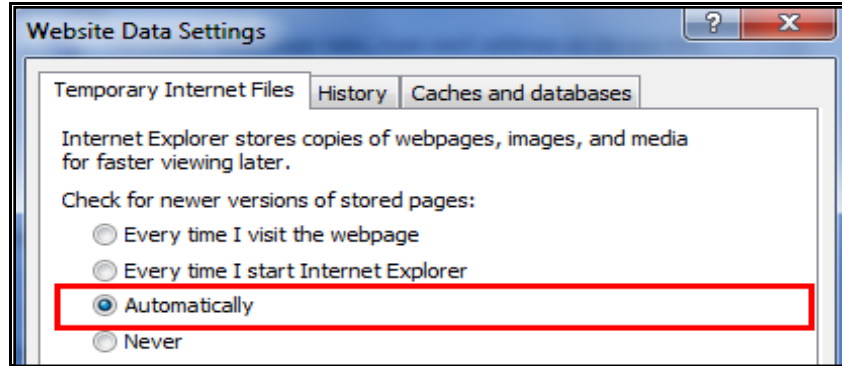 Website Data Settings
Temporary Internet Files History Caches and databases
Internet Explorer stores copies of webpages, images, and media
for faster viewing later.
Check for newer versions of stored pages:
Every time I visit the webpage
Every time I start Internet Explorer
Automatically
Never